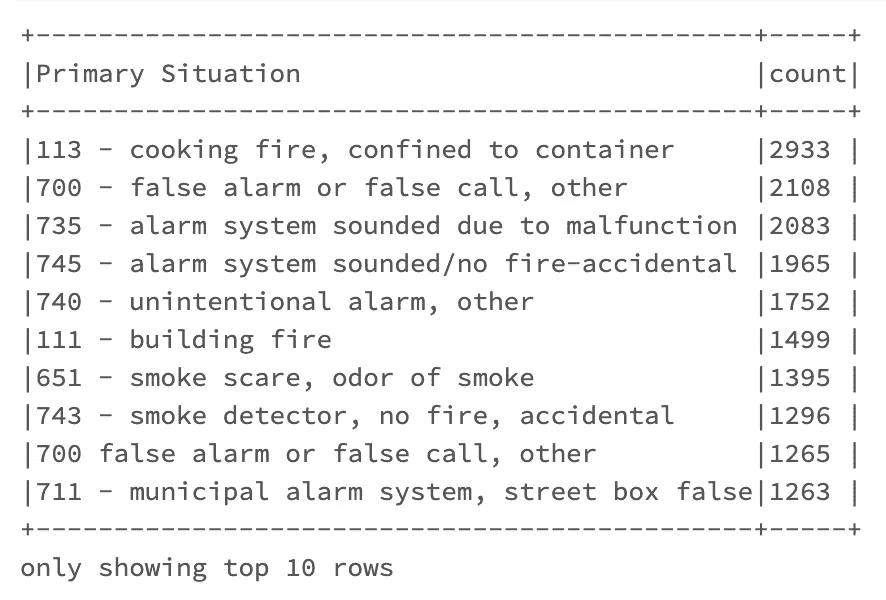 +----------------------------------------------+-----+
|Primary Situation                             |count|
+----------------------------------------------+-----+
|113 - cooking fire, confined to container     |2933 |
|700 - false alarm or false call, other        |2108 |
|735 - alarm system sounded due to malfunction |2083 |
|745 - alarm system sounded/no fire-accidental |1965 |
|740 - unintentional alarm, other              |1752 |
|111 - building fire                           |1499 |
|651 - smoke scare, odor of smoke              |1395 |
|743 - smoke detector, no fire, accidental     |1296 |
|700 false alarm or false call, other          |1265 |
|711 - municipal alarm system, street box false|1263 |
+----------------------------------------------+-----+
only showing top 10 rows